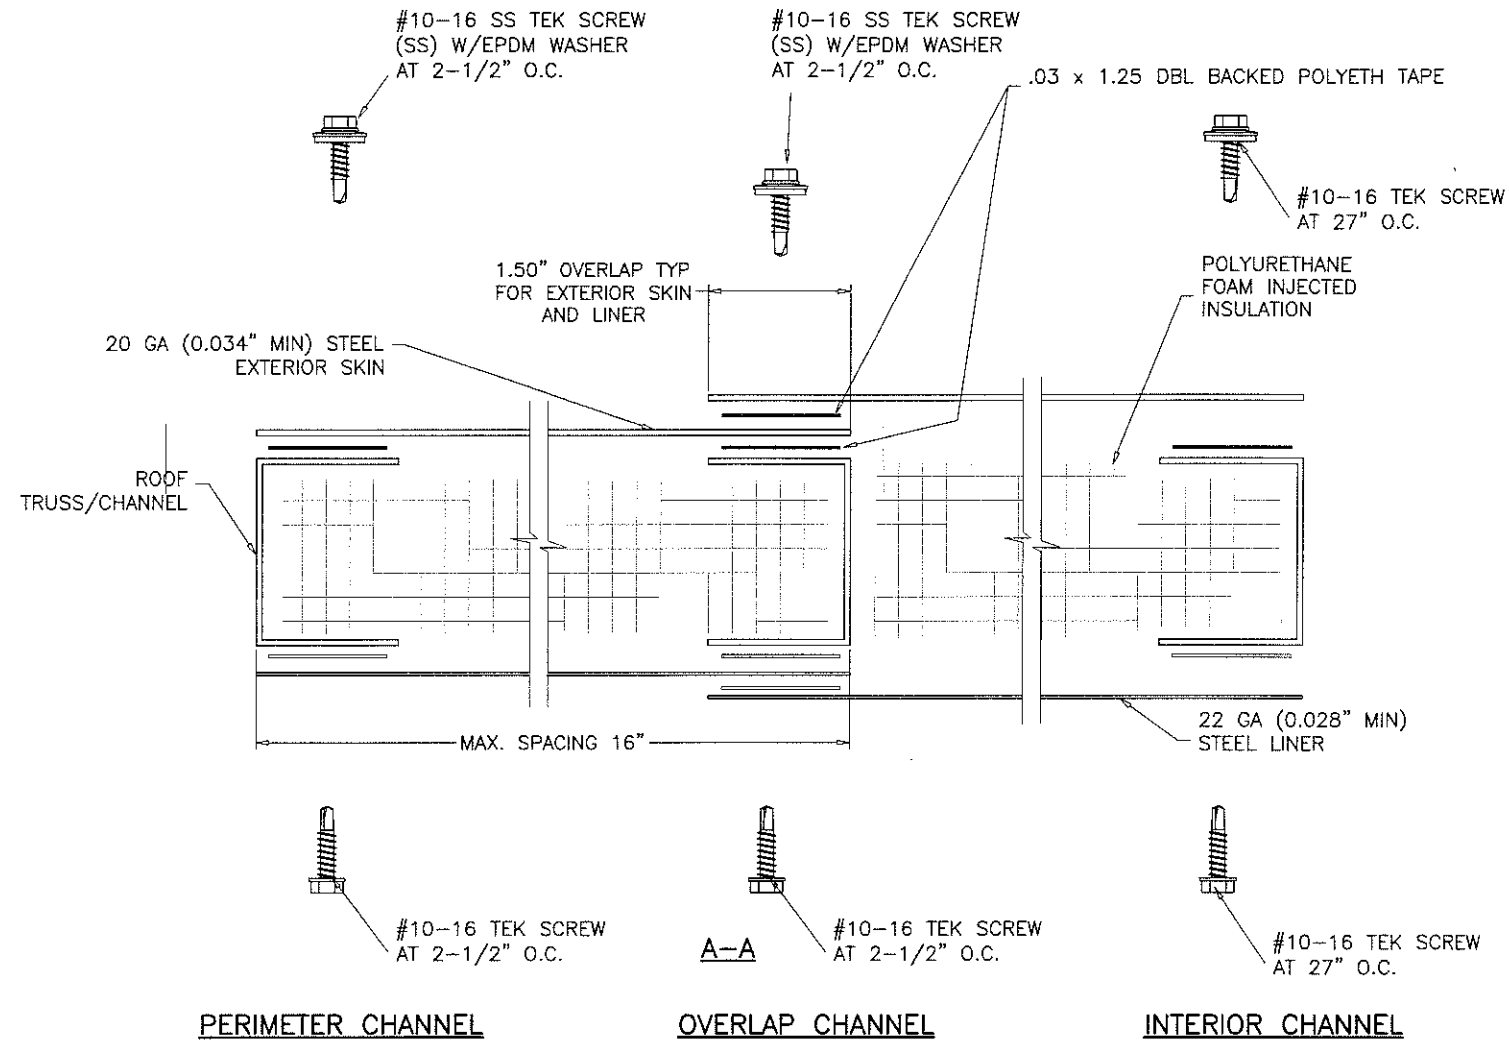 #10-16 SS TEK SCREW
(SS) W/EPDM WASHER
AT 2-1/2" O.C.
#10-16 SS TEK SCREW
(SS) W/EPDM WASHER
AT 2-1/2" O.C.
.03 x 1.25 DBL BACKED POLYETH TAPE
#10-16 TEK SCREW
AT 27" O.C.
1.50" OVERLAP TYP
FOR EXTERIOR SKIN
AND LINER
POLYURETHANE
FOAM INJECTED
INSULATION
20 GA (0.034" MIN) STEEL
EXTERIOR SKIN
ROOF
TRUSS/CHANNEL
22 GA (0.028" MIN)
STEEL LINER
MAX. SPACING 16"
#10-16 TEK SCREW
AT 2-1/2" O.C.
A-A
#10-16 TEK SCREW
AT 2-1/2" O.C.
#10-16 TEK SCREW
AT 27" O.C.
PERIMETER CHANNEL
OVERLAP CHANNEL
INTERIOR CHANNEL